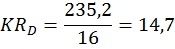 KR_D = 235,2 / 16 = 14,7